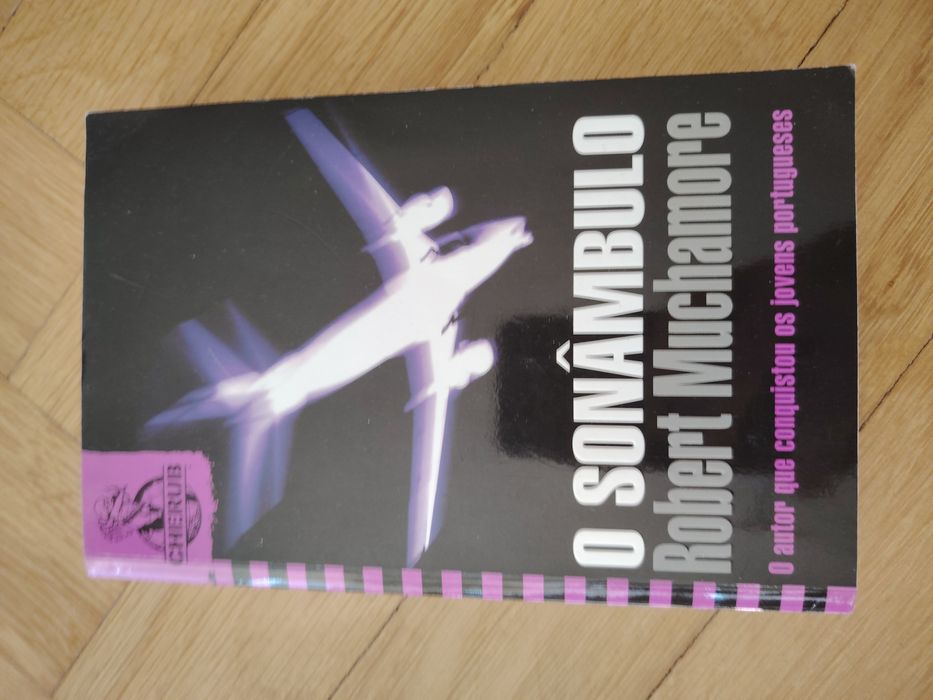 CHERUB
O SONÂMBULO
Robert Muchamore
O autor que conquistou os jovens portugueses